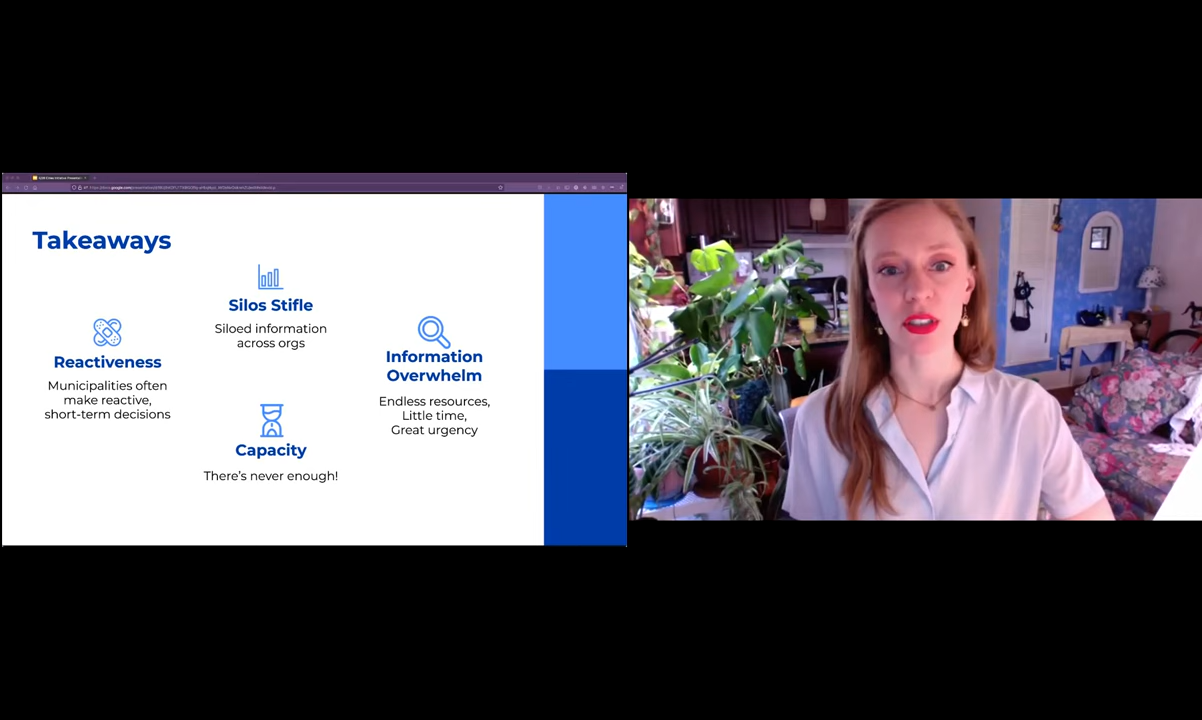 Takeaways
Silos Stifle
Siloed information
across orgs
Reactiveness
Municipalities often
make reactive,
short-term decisions
Information
Overwhelm
Endless resources,
Little time,
Great urgency
Capacity
There's never enough!